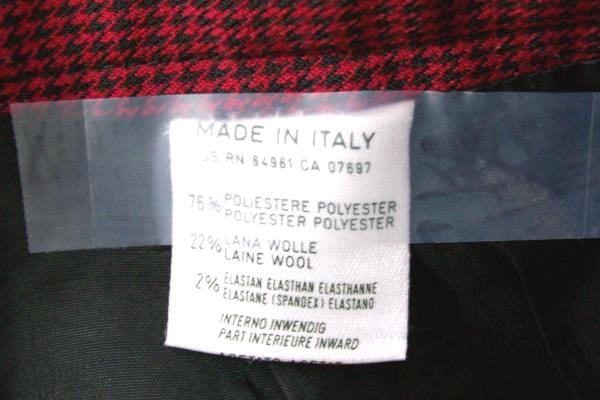 MADE IN ITALY
US RN 84961 CA 07697
76% POLIESTERE POLYESTER
POLYESTER POLYESTER
22% LANA WOLLE
LAINE WOOL
2% ELASTAN ELASTHAN ELASTHANNE
ELASTANE (SPANDEX) ELASTANO
INTERNO INWENDIG
PART INTERIEURE INWARD